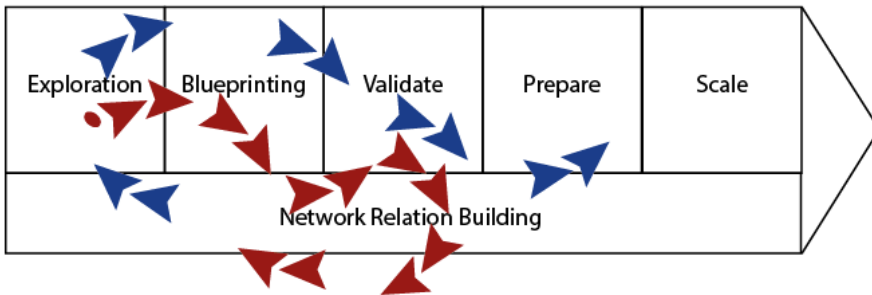 Exploration
Blueprinting
Validate
Prepare
Scale
Network Relation Building